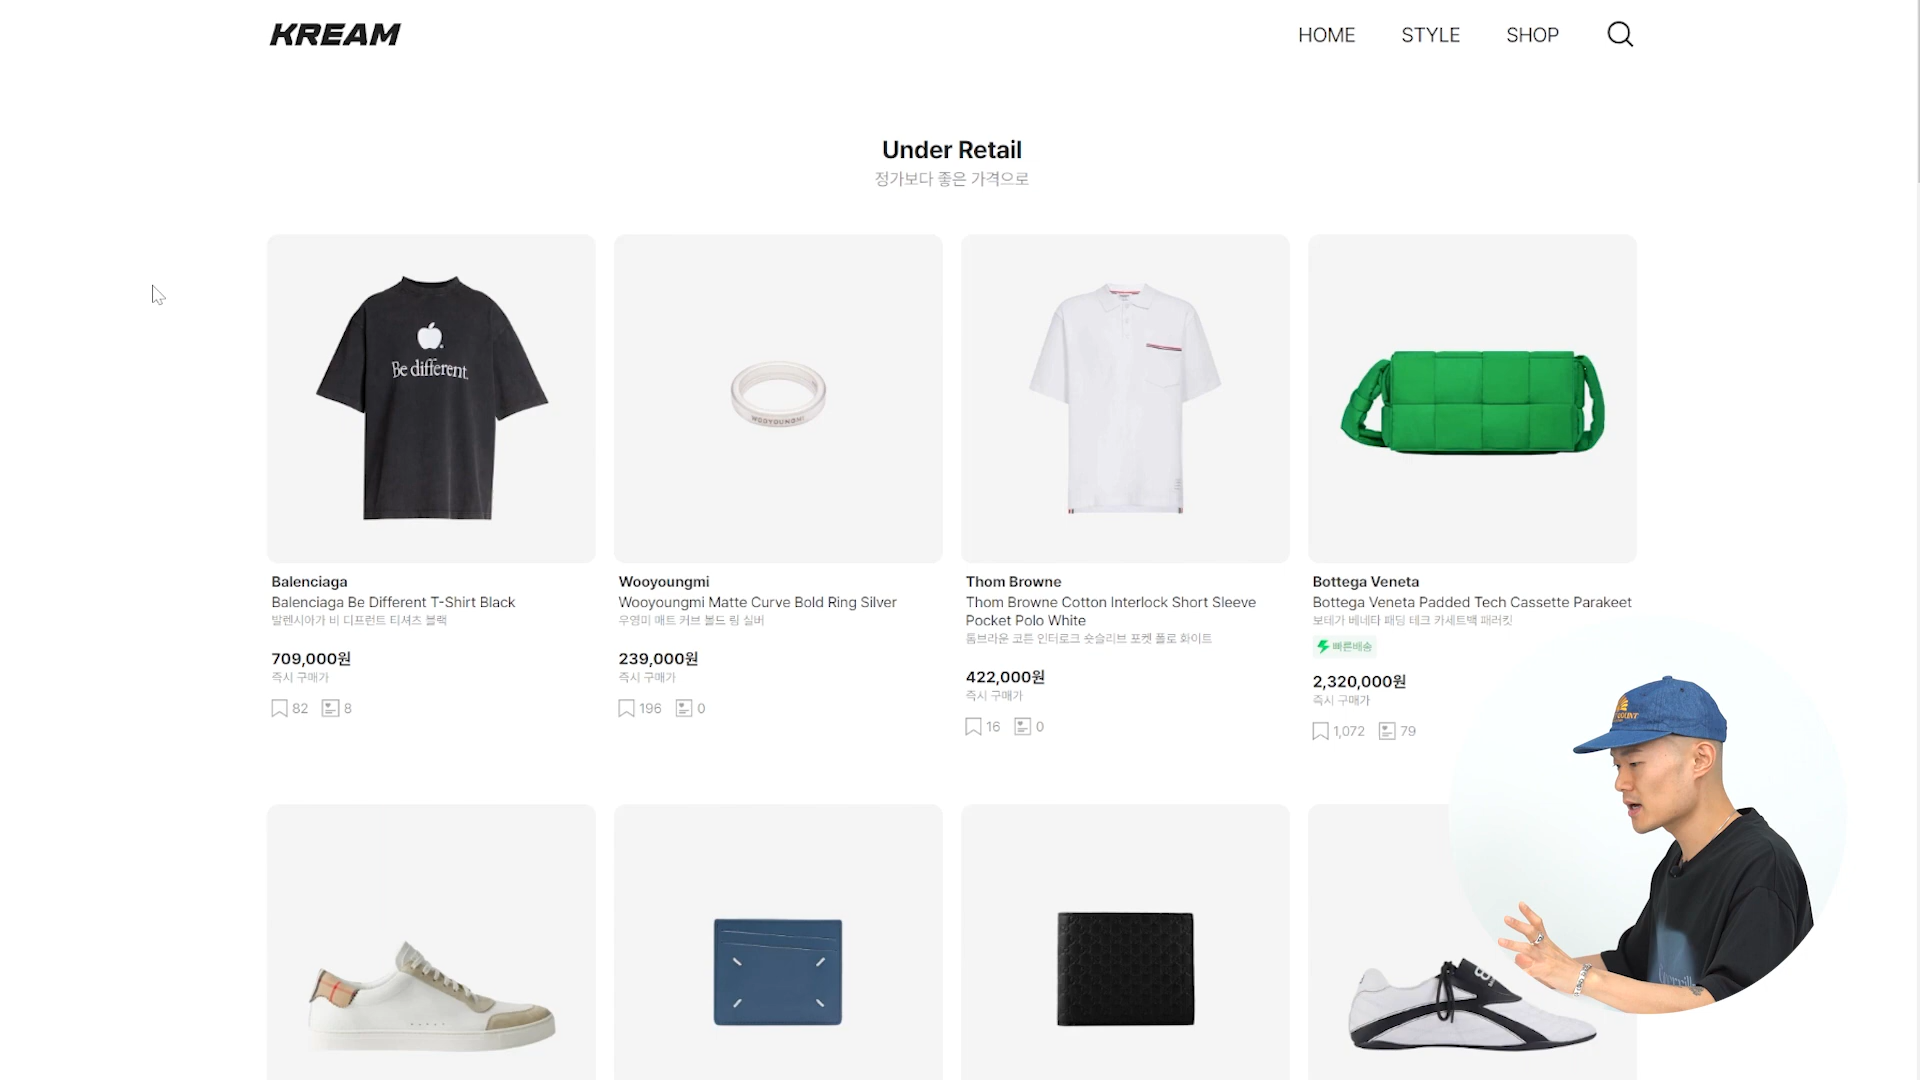 KREAM
HOME STYLE SHOP
Under Retail
정가보다 좋은 가격으로
Be different.
WOOYOUNGMI
Balenciaga
Balenciaga Be Different T-Shirt Black
발렌시아가 비 디프런트 티셔츠 블랙
709,000원
즉시 구매가
82 8
Wooyoungmi
Wooyoungmi Matte Curve Bold Ring Silver
우영미 매트 커브 볼드 링 실버
239,000원
즉시 구매가
196 0
Thom Browne
Thom Browne Cotton Interlock Short Sleeve
Pocket Polo White
톰브라운 코튼 인터로크 숏슬리브 포켓 폴로 화이트
422,000원
즉시 구매가
16 0
Bottega Veneta
Bottega Veneta Padded Tech Cassette Parakeet
보테가 베네타 패딩 테크 카세트백 패러킷
빠른배송
2,320,000원
즉시 구매가
1,072 79